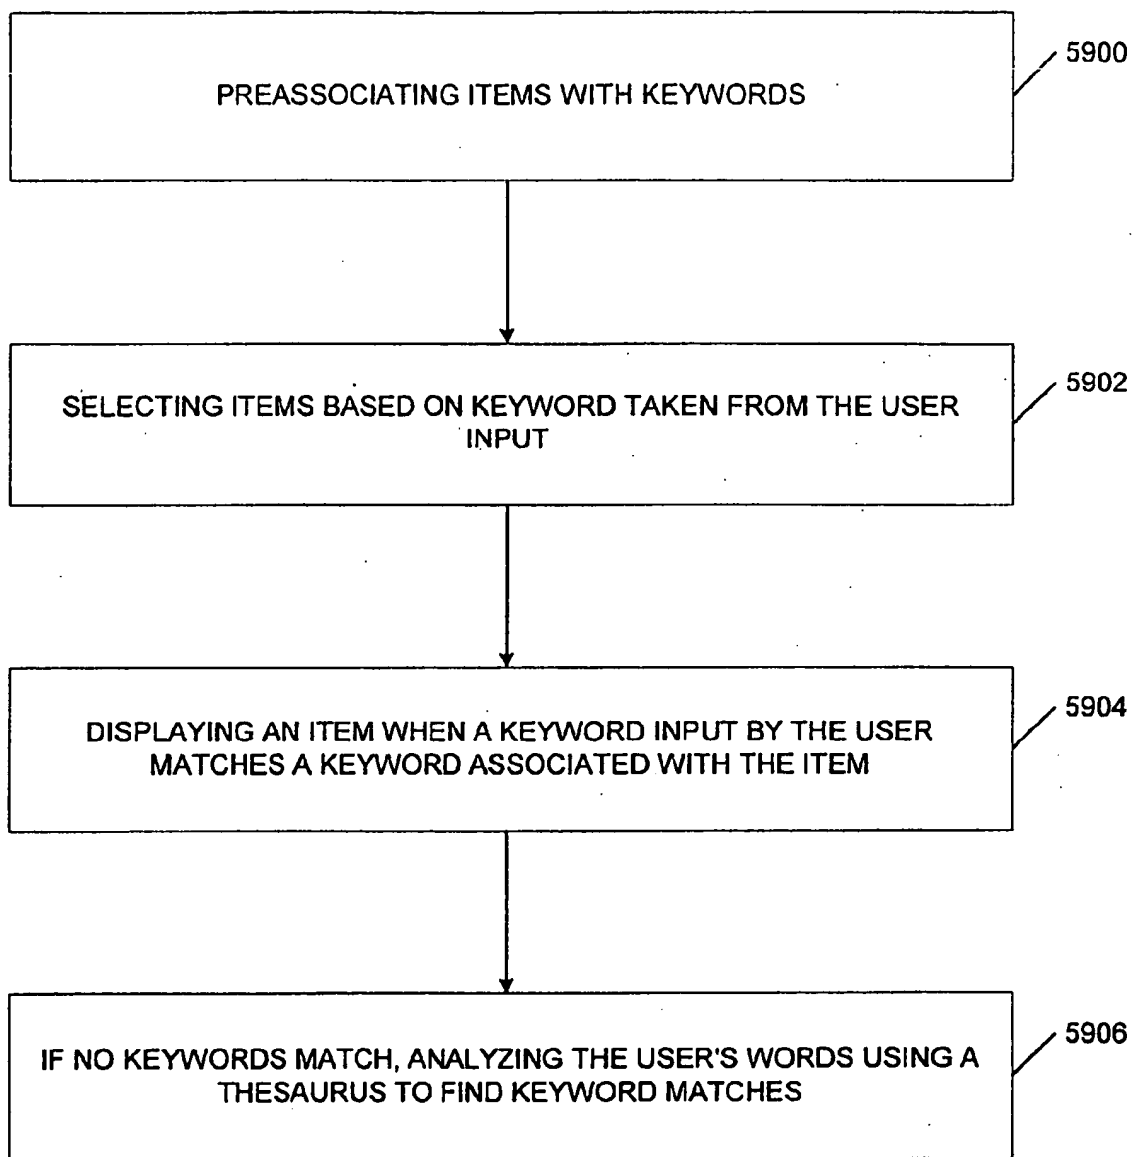 PREASSOCIATING ITEMS WITH KEYWORDS
5900
SELECTING ITEMS BASED ON KEYWORD TAKEN FROM THE USER
INPUT
5902
DISPLAYING AN ITEM WHEN A KEYWORD INPUT BY THE USER
MATCHES A KEYWORD ASSOCIATED WITH THE ITEM
5904
IF NO KEYWORDS MATCH, ANALYZING THE USER'S WORDS USING A
THESAURUS TO FIND KEYWORD MATCHES
5906